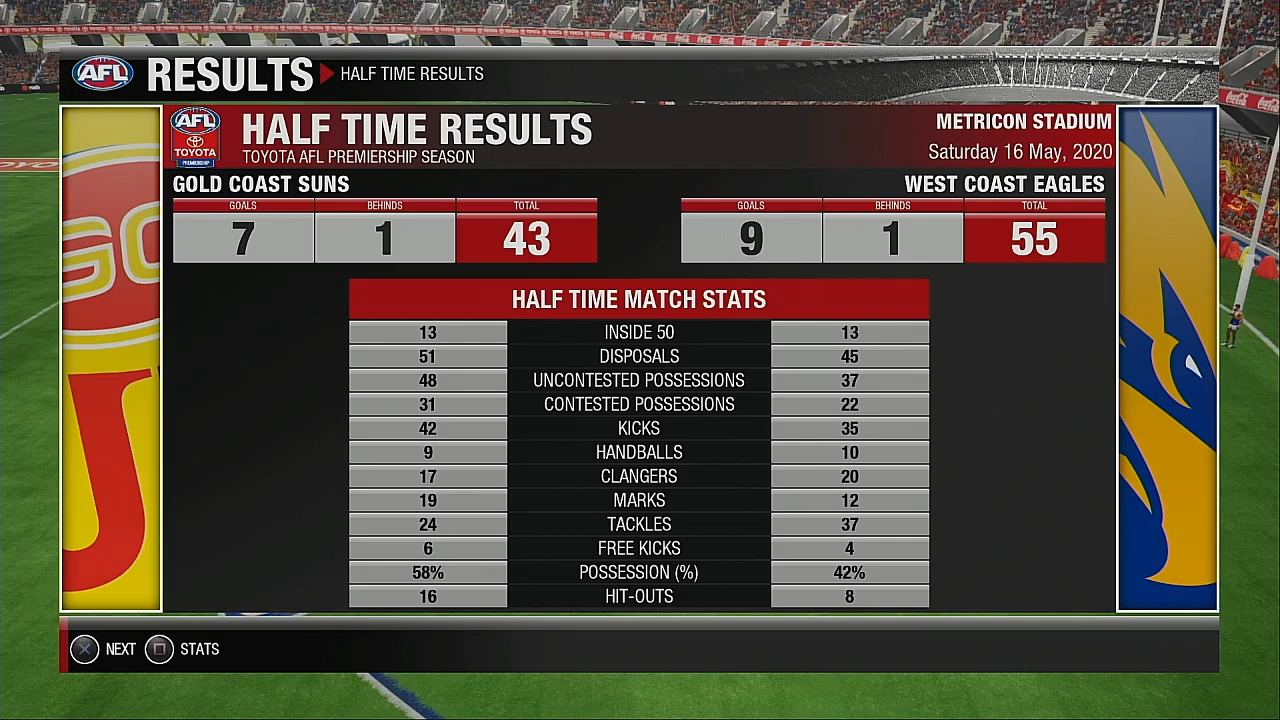 AFL RESULTS HALF TIME RESULTS
AFL
TOYOTA
PREMIERSHIP
HALF TIME RESULTS
TOYOTA AFL PREMIERSHIP SEASON
METRICON STADIUM
Saturday 16 May, 2020
GOLD COAST SUNS WEST COAST EAGLES
GOALS BEHINDS TOTAL GOALS BEHINDS TOTAL
7 1 43 9 1 55
HALF TIME MATCH STATS
13 INSIDE 50 13
51 DISPOSALS 45
48 UNCONTESTED POSSESSIONS 37
31 CONTESTED POSSESSIONS 22
42 KICKS 35
9 HANDBALLS 10
17 CLANGERS 20
19 MARKS 12
24 TACKLES 37
6 FREE KICKS 4
58% POSSESSION (%) 42%
16 HIT-OUTS 8
NEXT STATS